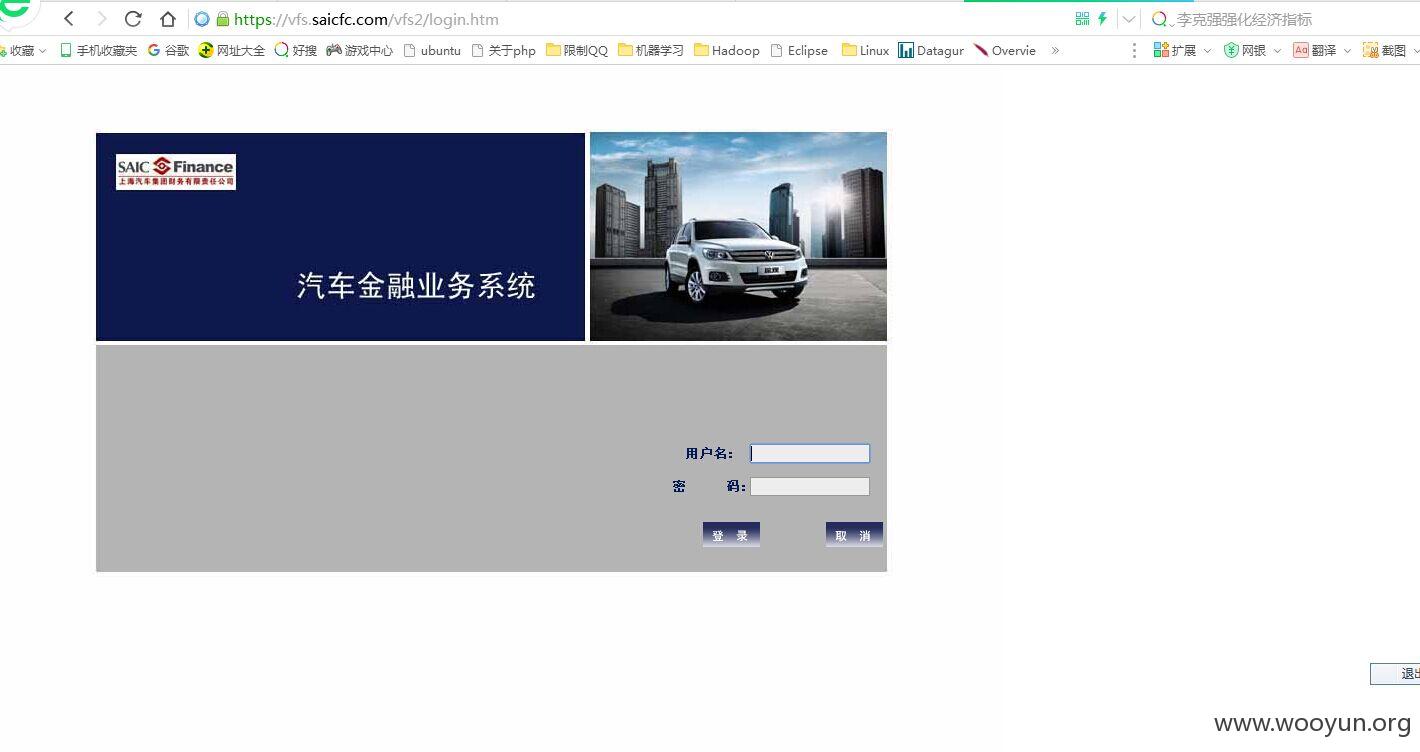 https://vfs.saicfc.com/vfs2/login.htm
李克强强化经济指标
收藏 手机收藏夹 谷歌 网址大全 好搜 游戏中心 ubuntu 关于php 限制QQ 机器学习 Hadoop Eclipse Linux Datagur Overvie » 扩展 网银 Aa 翻译 截图
SAIC Finance
上海汽车集团财务有限责任公司
汽车金融业务系统
用户名：
密 码：
登 录 取 消
退出
www.wooyun.org